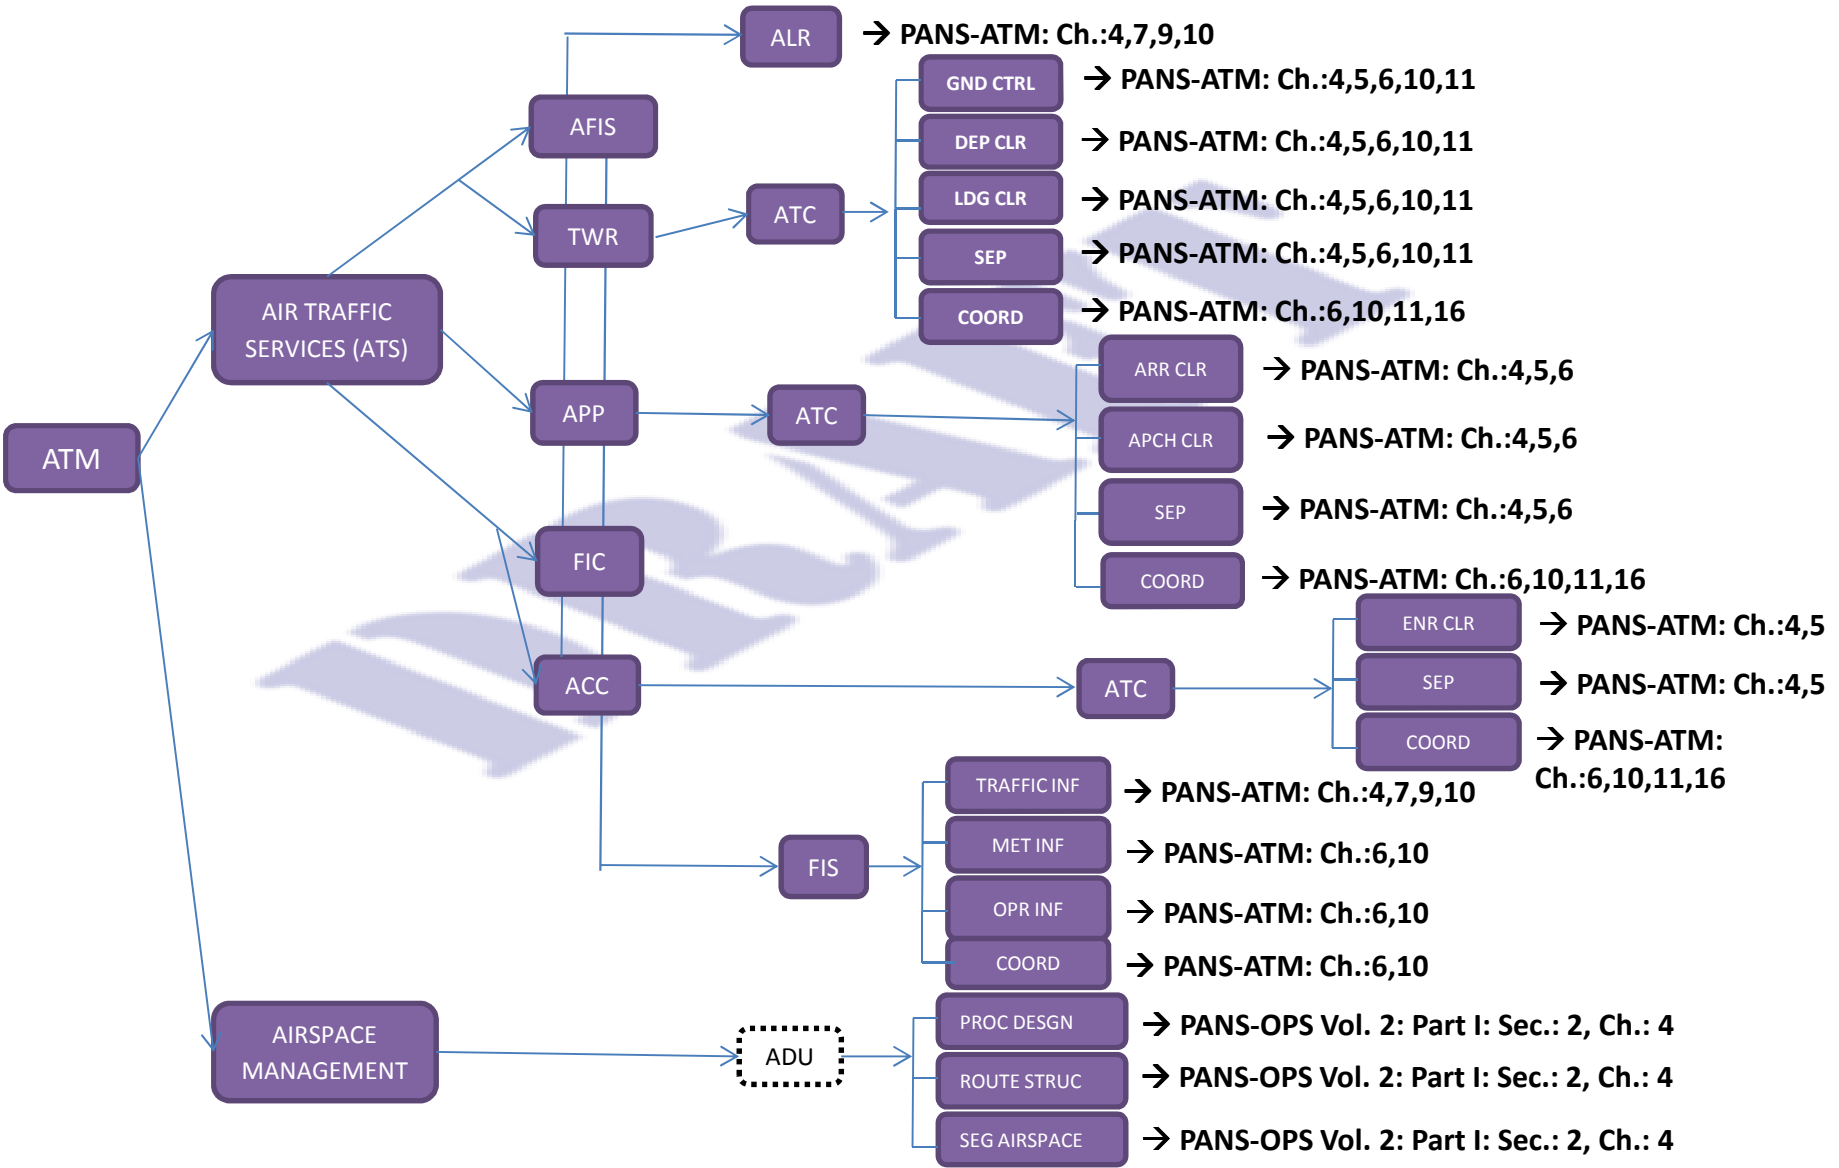 ALR → PANS-ATM: Ch.:4,7,9,10
GND CTRL → PANS-ATM: Ch.:4,5,6,10,11
AFIS
DEP CLR → PANS-ATM: Ch.:4,5,6,10,11
LDG CLR → PANS-ATM: Ch.:4,5,6,10,11
ATC
TWR
SEP → PANS-ATM: Ch.:4,5,6,10,11
COORD → PANS-ATM: Ch.:6,10,11,16
AIR TRAFFIC
SERVICES (ATS)
ARR CLR → PANS-ATM: Ch.:4,5,6
APP
ATC
APCH CLR → PANS-ATM: Ch.:4,5,6
ATM
SEP → PANS-ATM: Ch.:4,5,6
FIC
COORD → PANS-ATM: Ch.:6,10,11,16
ENR CLR → PANS-ATM: Ch.:4,5
ACC
ATC
SEP → PANS-ATM: Ch.:4,5
COORD → PANS-ATM:
Ch.:6,10,11,16
TRAFFIC INF → PANS-ATM: Ch.:4,7,9,10
MET INF → PANS-ATM: Ch.:6,10
FIS
OPR INF → PANS-ATM: Ch.:6,10
COORD → PANS-ATM: Ch.:6,10
PROC DESGN → PANS-OPS Vol. 2: Part I: Sec.: 2, Ch.: 4
AIRSPACE
MANAGEMENT
ADU
ROUTE STRUC → PANS-OPS Vol. 2: Part I: Sec.: 2, Ch.: 4
SEG AIRSPACE → PANS-OPS Vol. 2: Part I: Sec.: 2, Ch.: 4